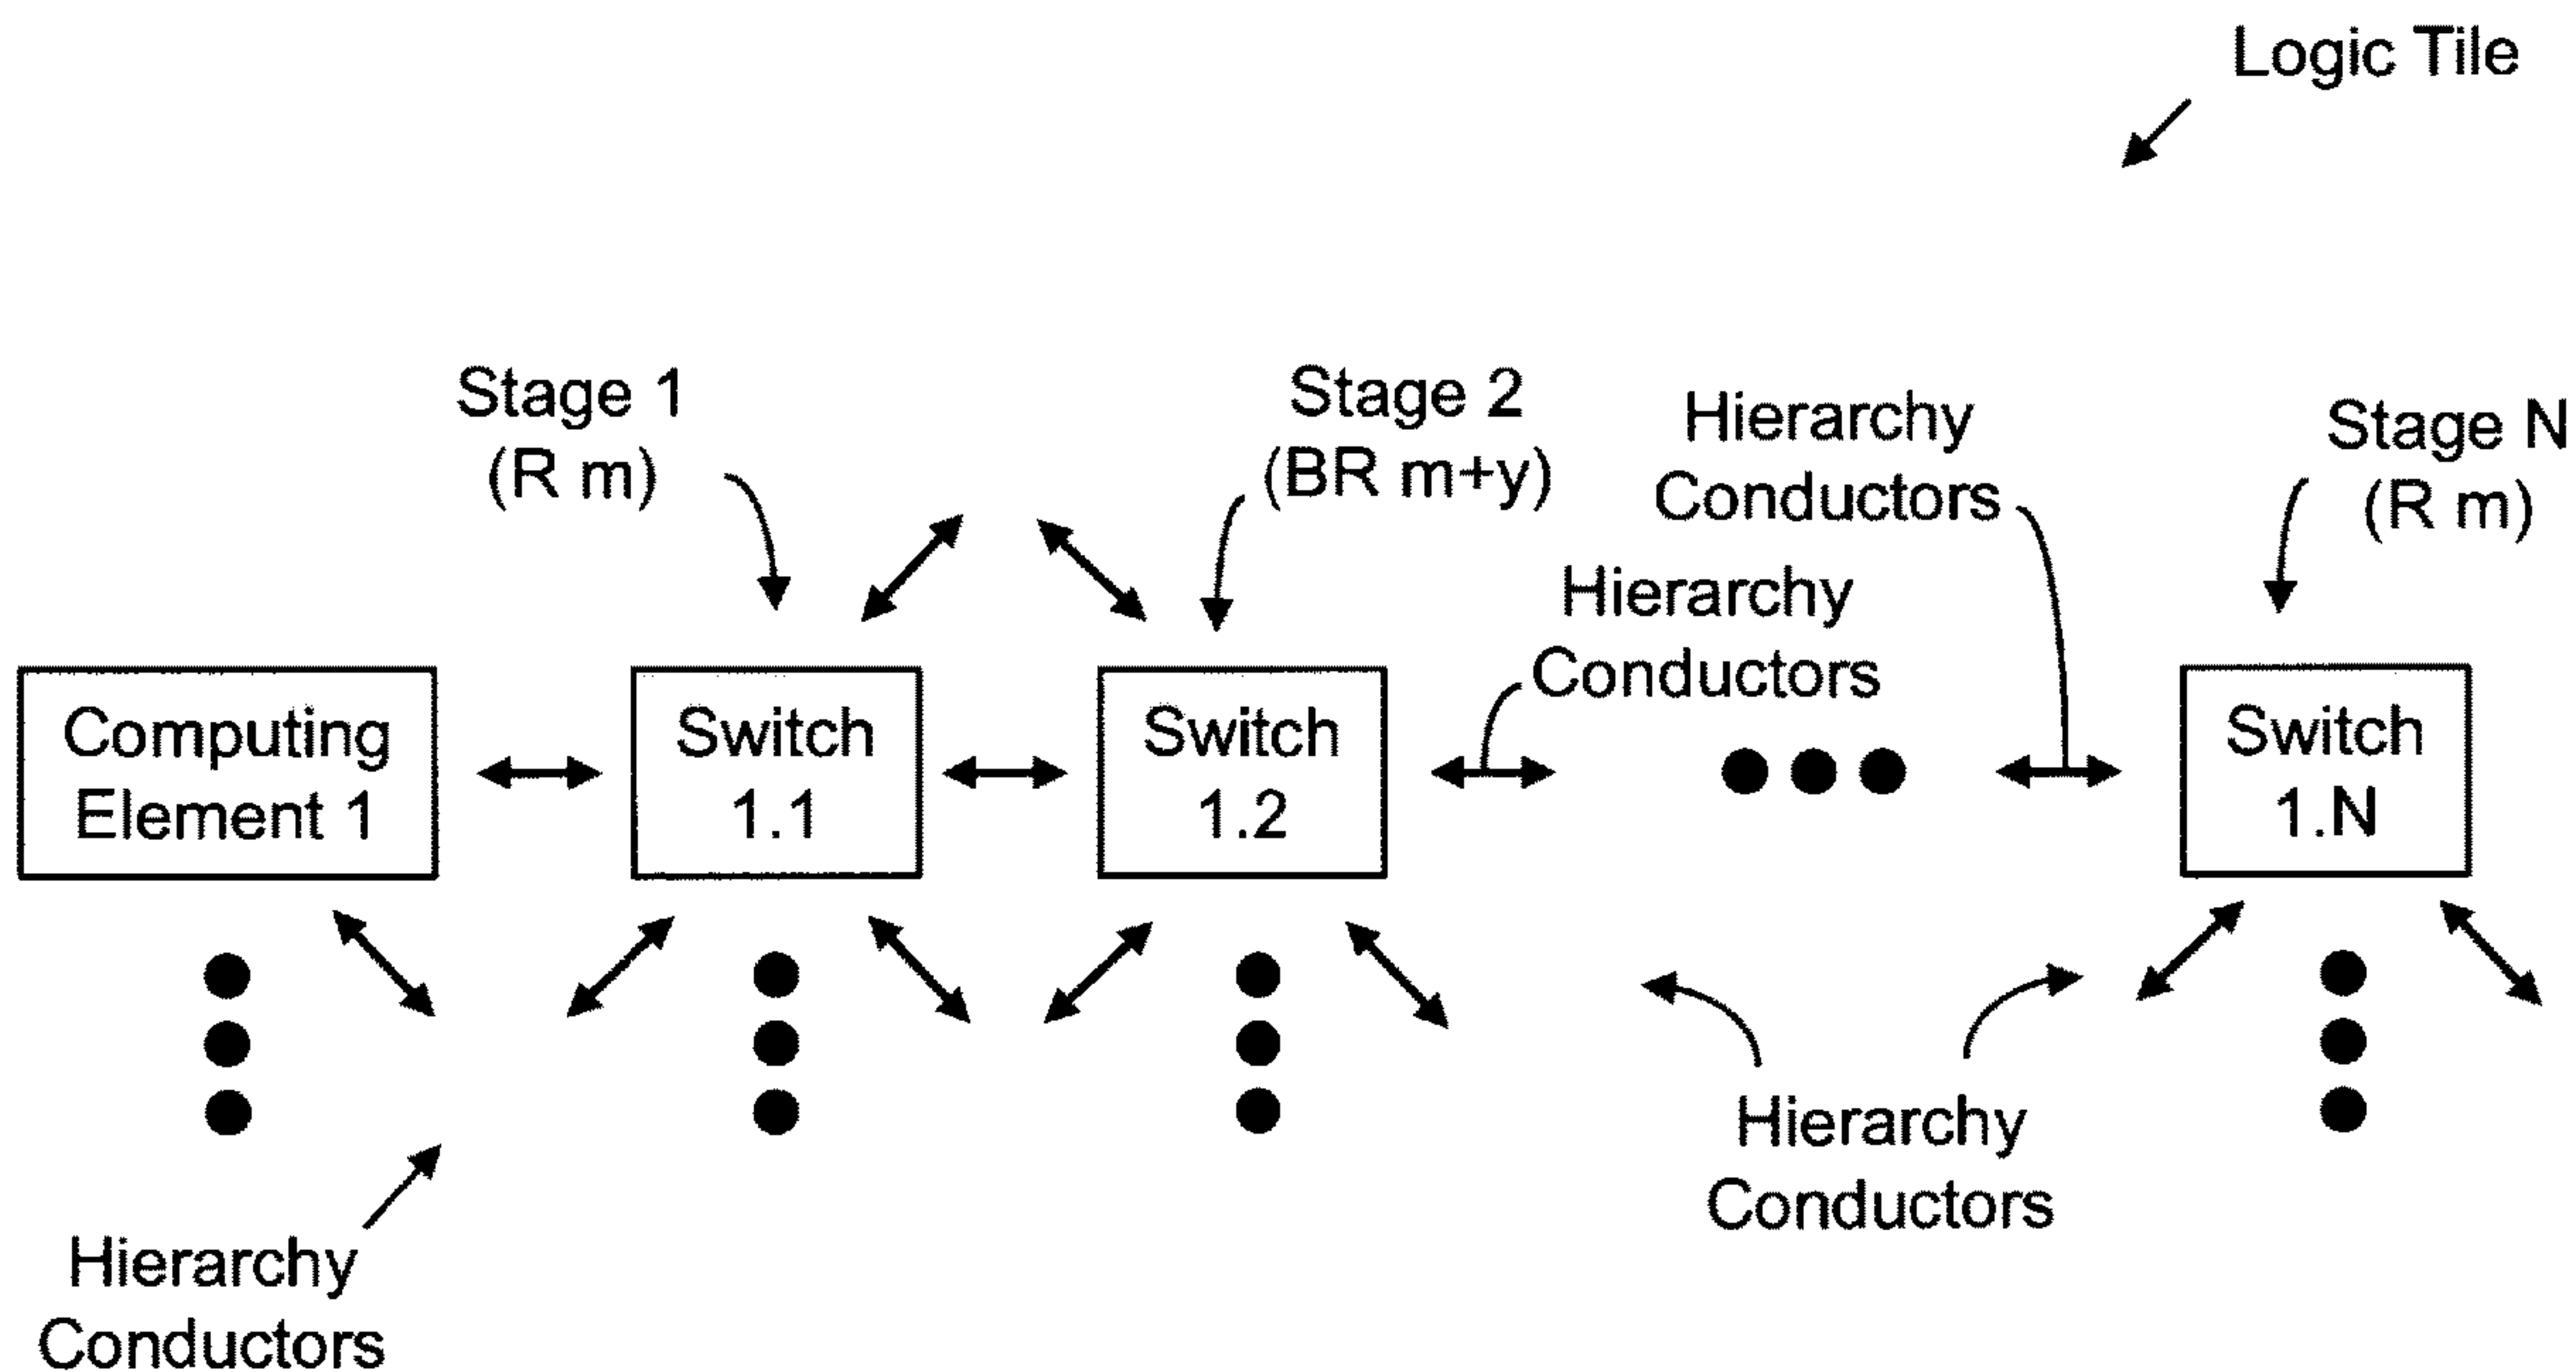 Logic Tile
Stage 1
(R m)
Stage 2
(BR m+y)
Hierarchy
Conductors
Stage N
(R m)
Hierarchy
Conductors
Computing
Element 1
Switch
1.1
Switch
1.2
Switch
1.N
Hierarchy
Conductors
Hierarchy
Conductors